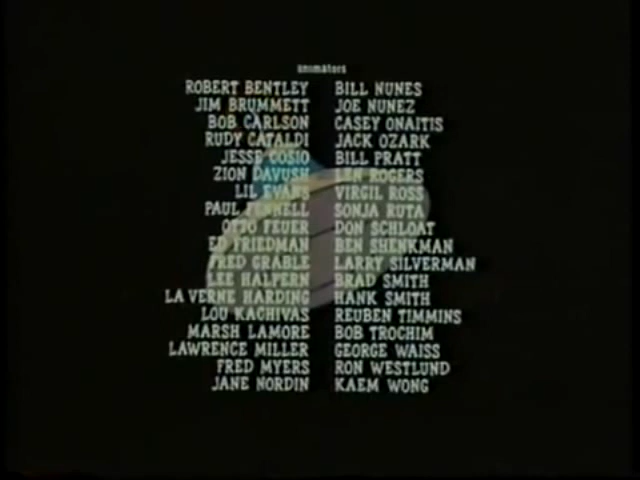 animators
ROBERT BENTLEY BILL NUNES
JIM BRUMMETT JOE NUNEZ
BOB CARLSON CASEY ONAITIS
RUDY CATALDI JACK OZARK
JESSE COSIO BILL PRATT
ZION DAVUSH LEN ROGERS
LIL EVANS VIRGIL ROSS
PAUL FENNELL SONJA RUTA
OTTO FEUER DON SCHLOAT
ED FRIEDMAN BEN SHENKMAN
FRED GRABLE LARRY SILVERMAN
LEE HALPERN BRAD SMITH
LA VERNE HARDING HANK SMITH
LOU KACHIVAS REUBEN TIMMINS
MARSH LAMORE BOB TROCHIM
LAWRENCE MILLER GEORGE WAISS
FRED MYERS RON WESTLUND
JANE NORDIN KAEM WONG